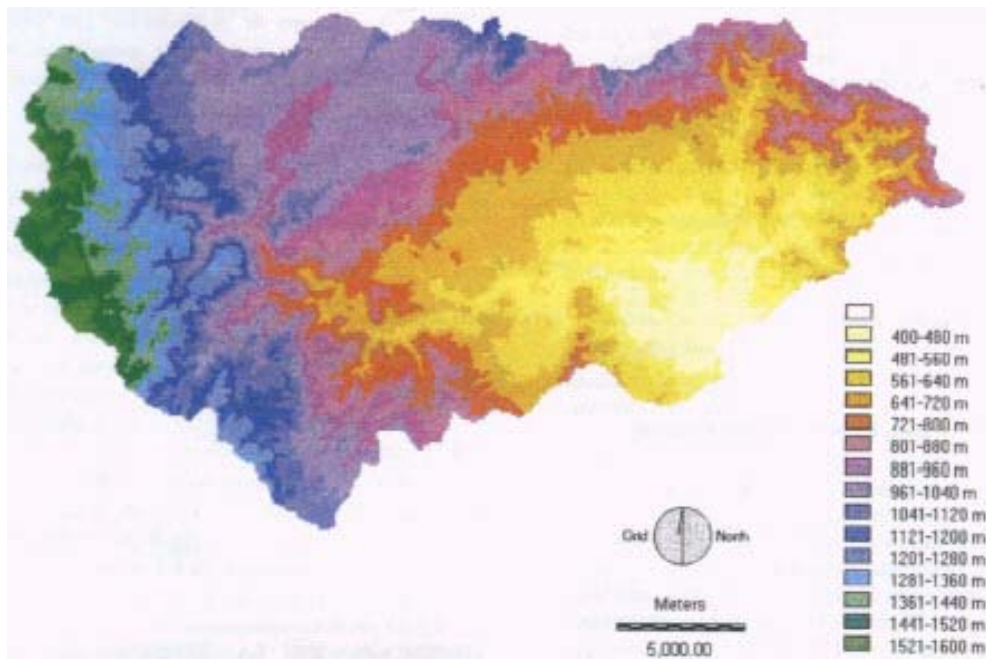 400-480 m
481-560 m
561-640 m
641-720 m
721-800 m
801-880 m
881-960 m
961-1040 m
1041-1120 m
1121-1200 m
1201-1280 m
1281-1360 m
1361-1440 m
1441-1520 m
1521-1600 m
Grid North
Meters
5,000.00